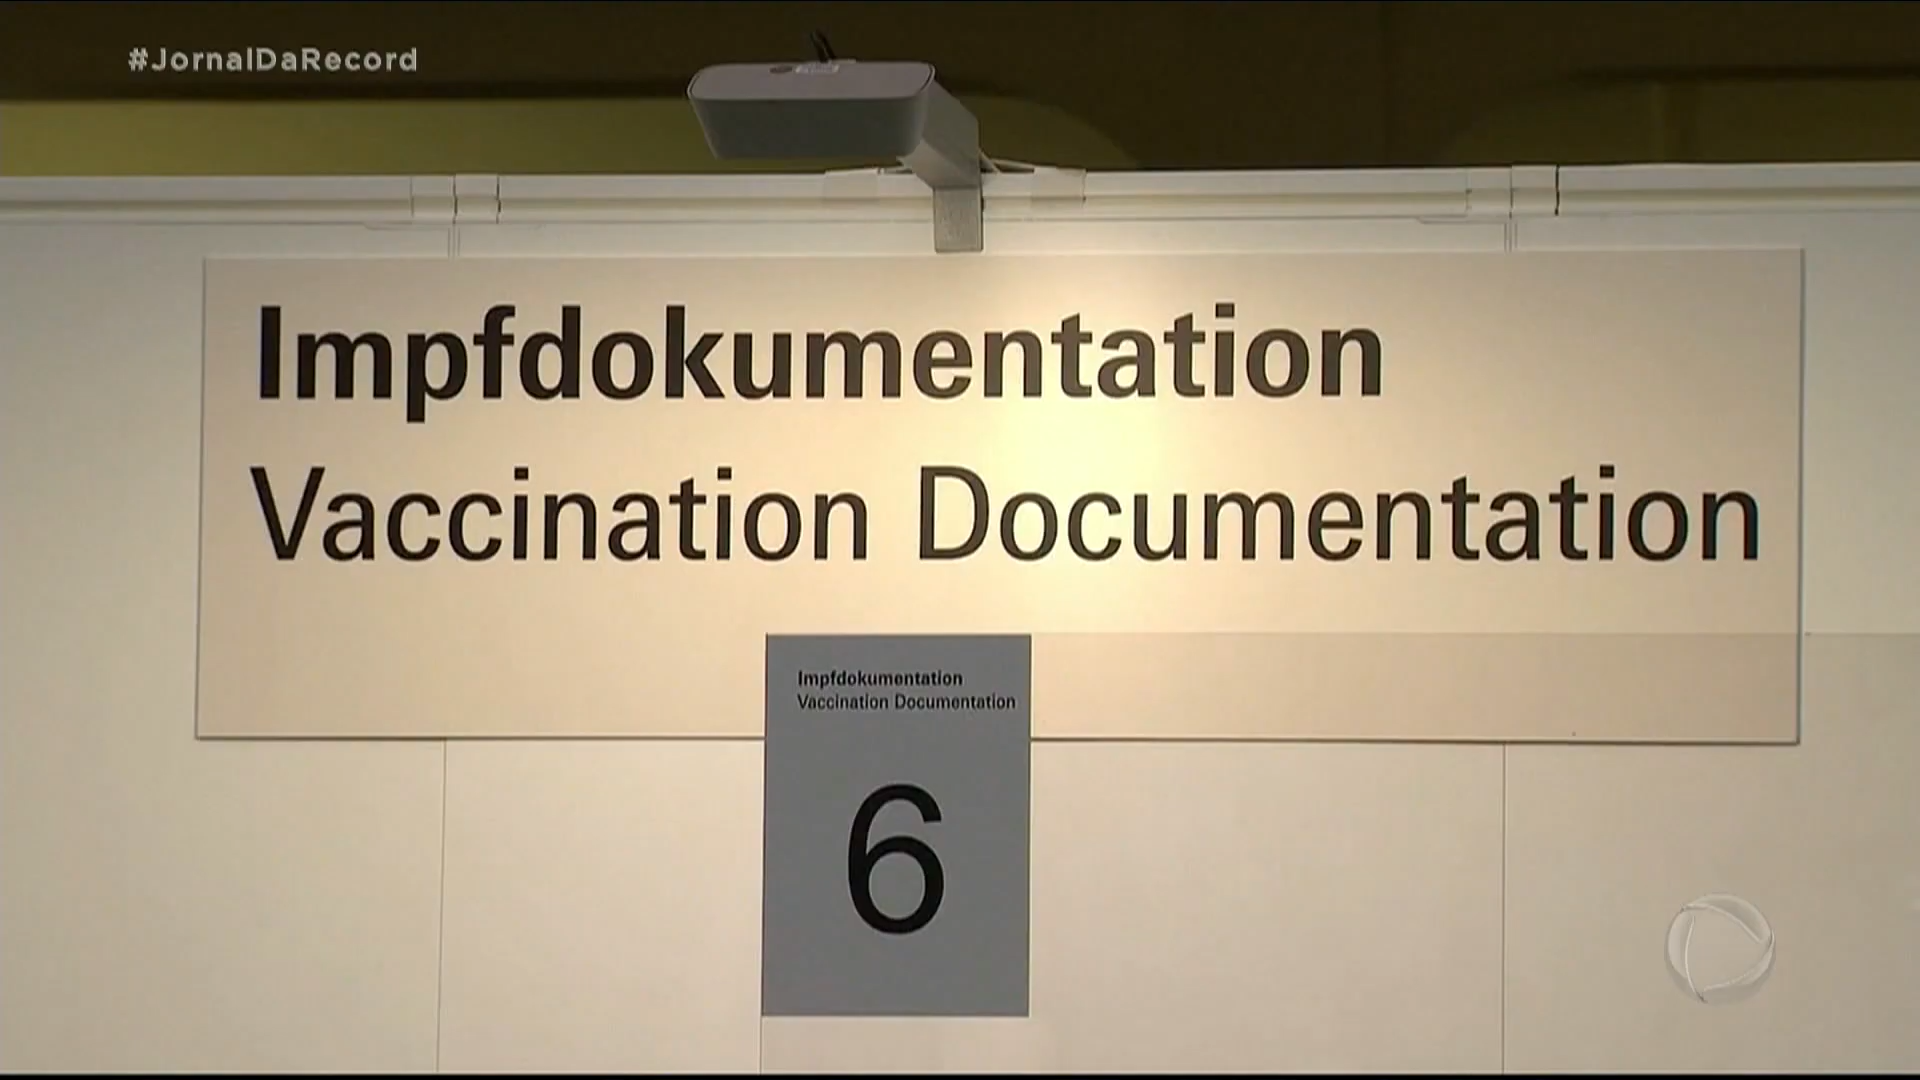 #JornalDaRecord
Impfdokumentation
Vaccination Documentation
Impfdokumentation
Vaccination Documentation
6